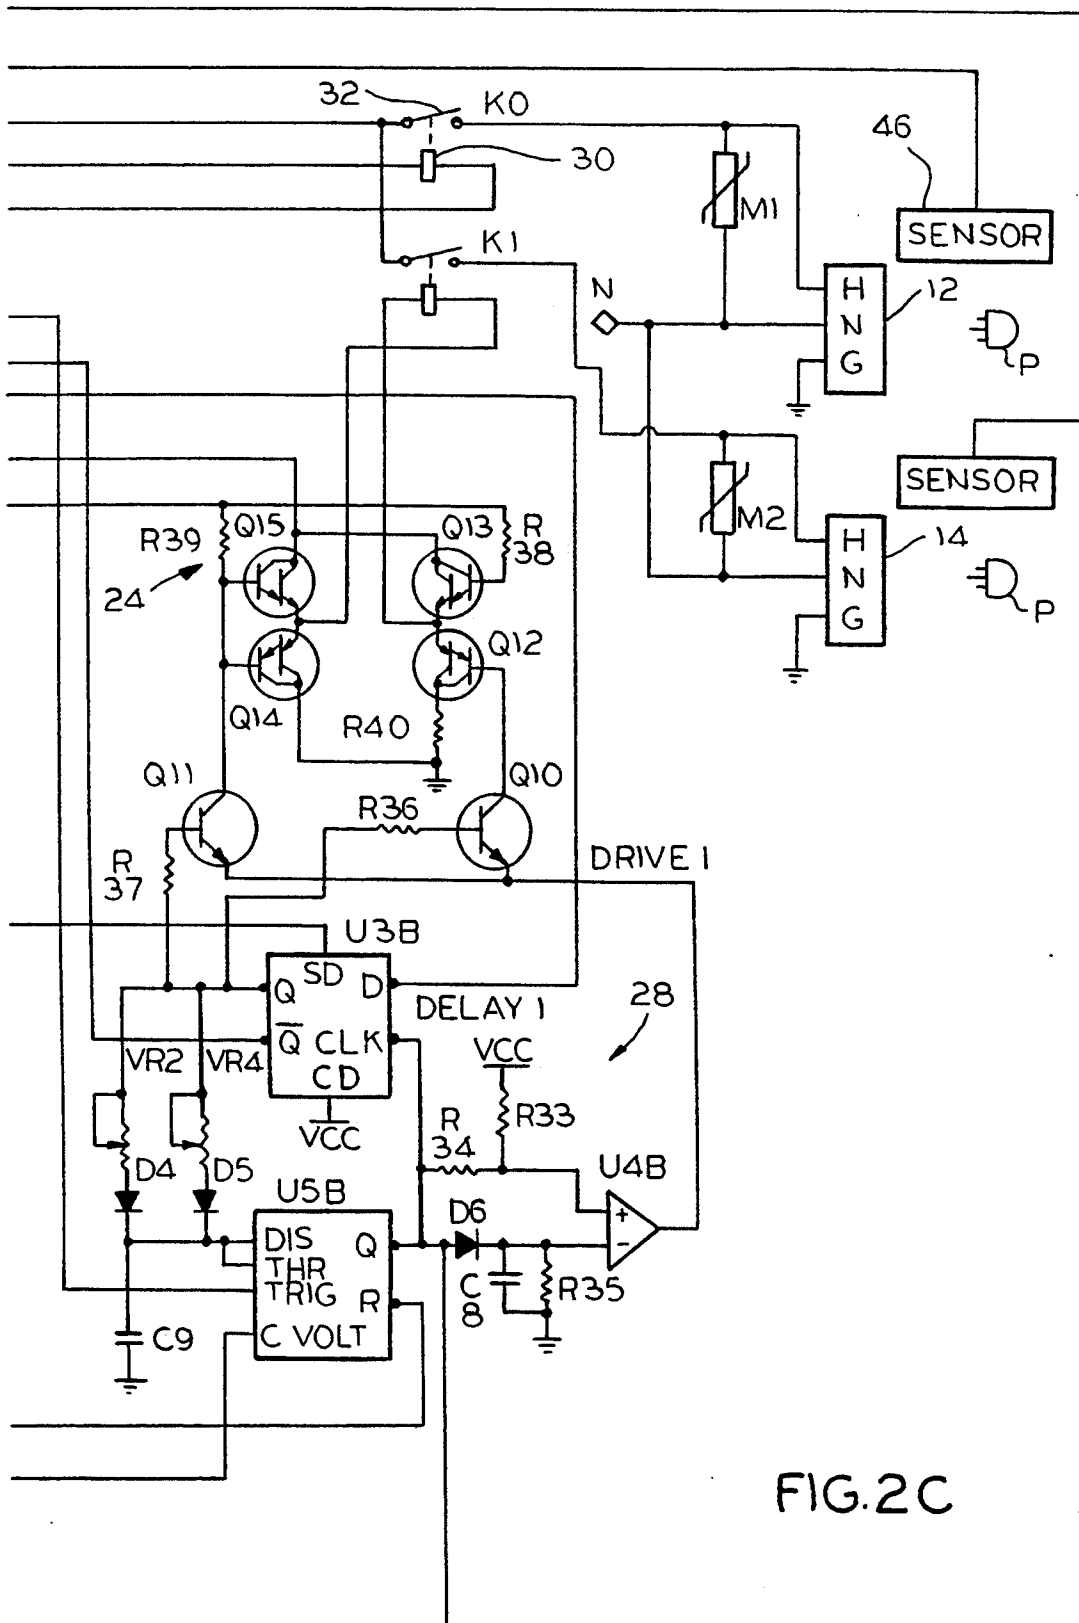 32
K0
46
30
M1
SENSOR
K1
N
H
12
N
G
P
SENSOR
M2
R39
Q15
Q13
R
38
H
14
N
G
P
24
Q12
Q14
R40
Q11
Q10
R36
R
37
DRIVE 1
U3B
SD
Q
D
DELAY 1
28
Q
CLK
CD
VR2
VR4
VCC
VCC
R
34
R33
D4
D5
U5B
U4B
D6
+
-
DIS
Q
THR
TRIG
R
C
8
R35
C9
C VOLT
FIG.2C